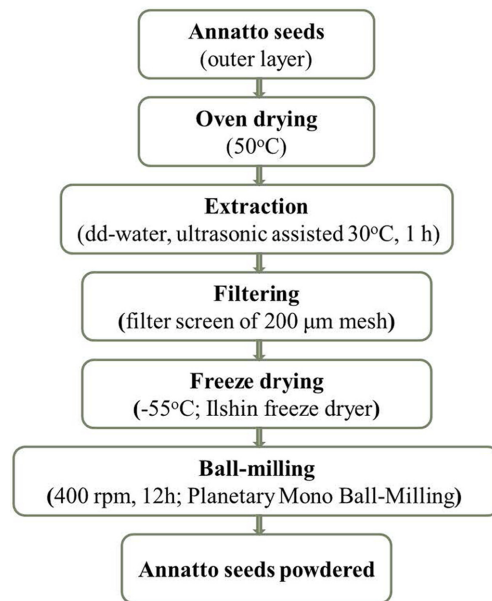 Annatto seeds
(outer layer)
Oven drying
(50°C)
Extraction
(dd-water, ultrasonic assisted 30°C, 1 h)
Filtering
(filter screen of 200 μm mesh)
Freeze drying
(-55°C; Ilshin freeze dryer)
Ball-milling
(400 rpm, 12h; Planetary Mono Ball-Milling)
Annatto seeds powdered